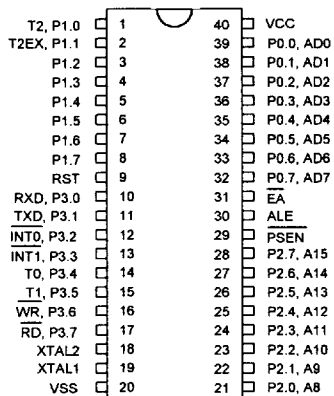 T2, P1.0 1 40 VCC
T2EX, P1.1 2 39 P0.0, AD0
P1.2 3 38 P0.1, AD1
P1.3 4 37 P0.2, AD2
P1.4 5 36 P0.3, AD3
P1.5 6 35 P0.4, AD4
P1.6 7 34 P0.5, AD5
P1.7 8 33 P0.6, AD6
RST 9 32 P0.7, AD7
RXD, P3.0 10 31 EA
TXD, P3.1 11 30 ALE
INT0, P3.2 12 29 PSEN
INT1, P3.3 13 28 P2.7, A15
T0, P3.4 14 27 P2.6, A14
T1, P3.5 15 26 P2.5, A13
WR, P3.6 16 25 P2.4, A12
RD, P3.7 17 24 P2.3, A11
XTAL2 18 23 P2.2, A10
XTAL1 19 22 P2.1, A9
VSS 20 21 P2.0, A8